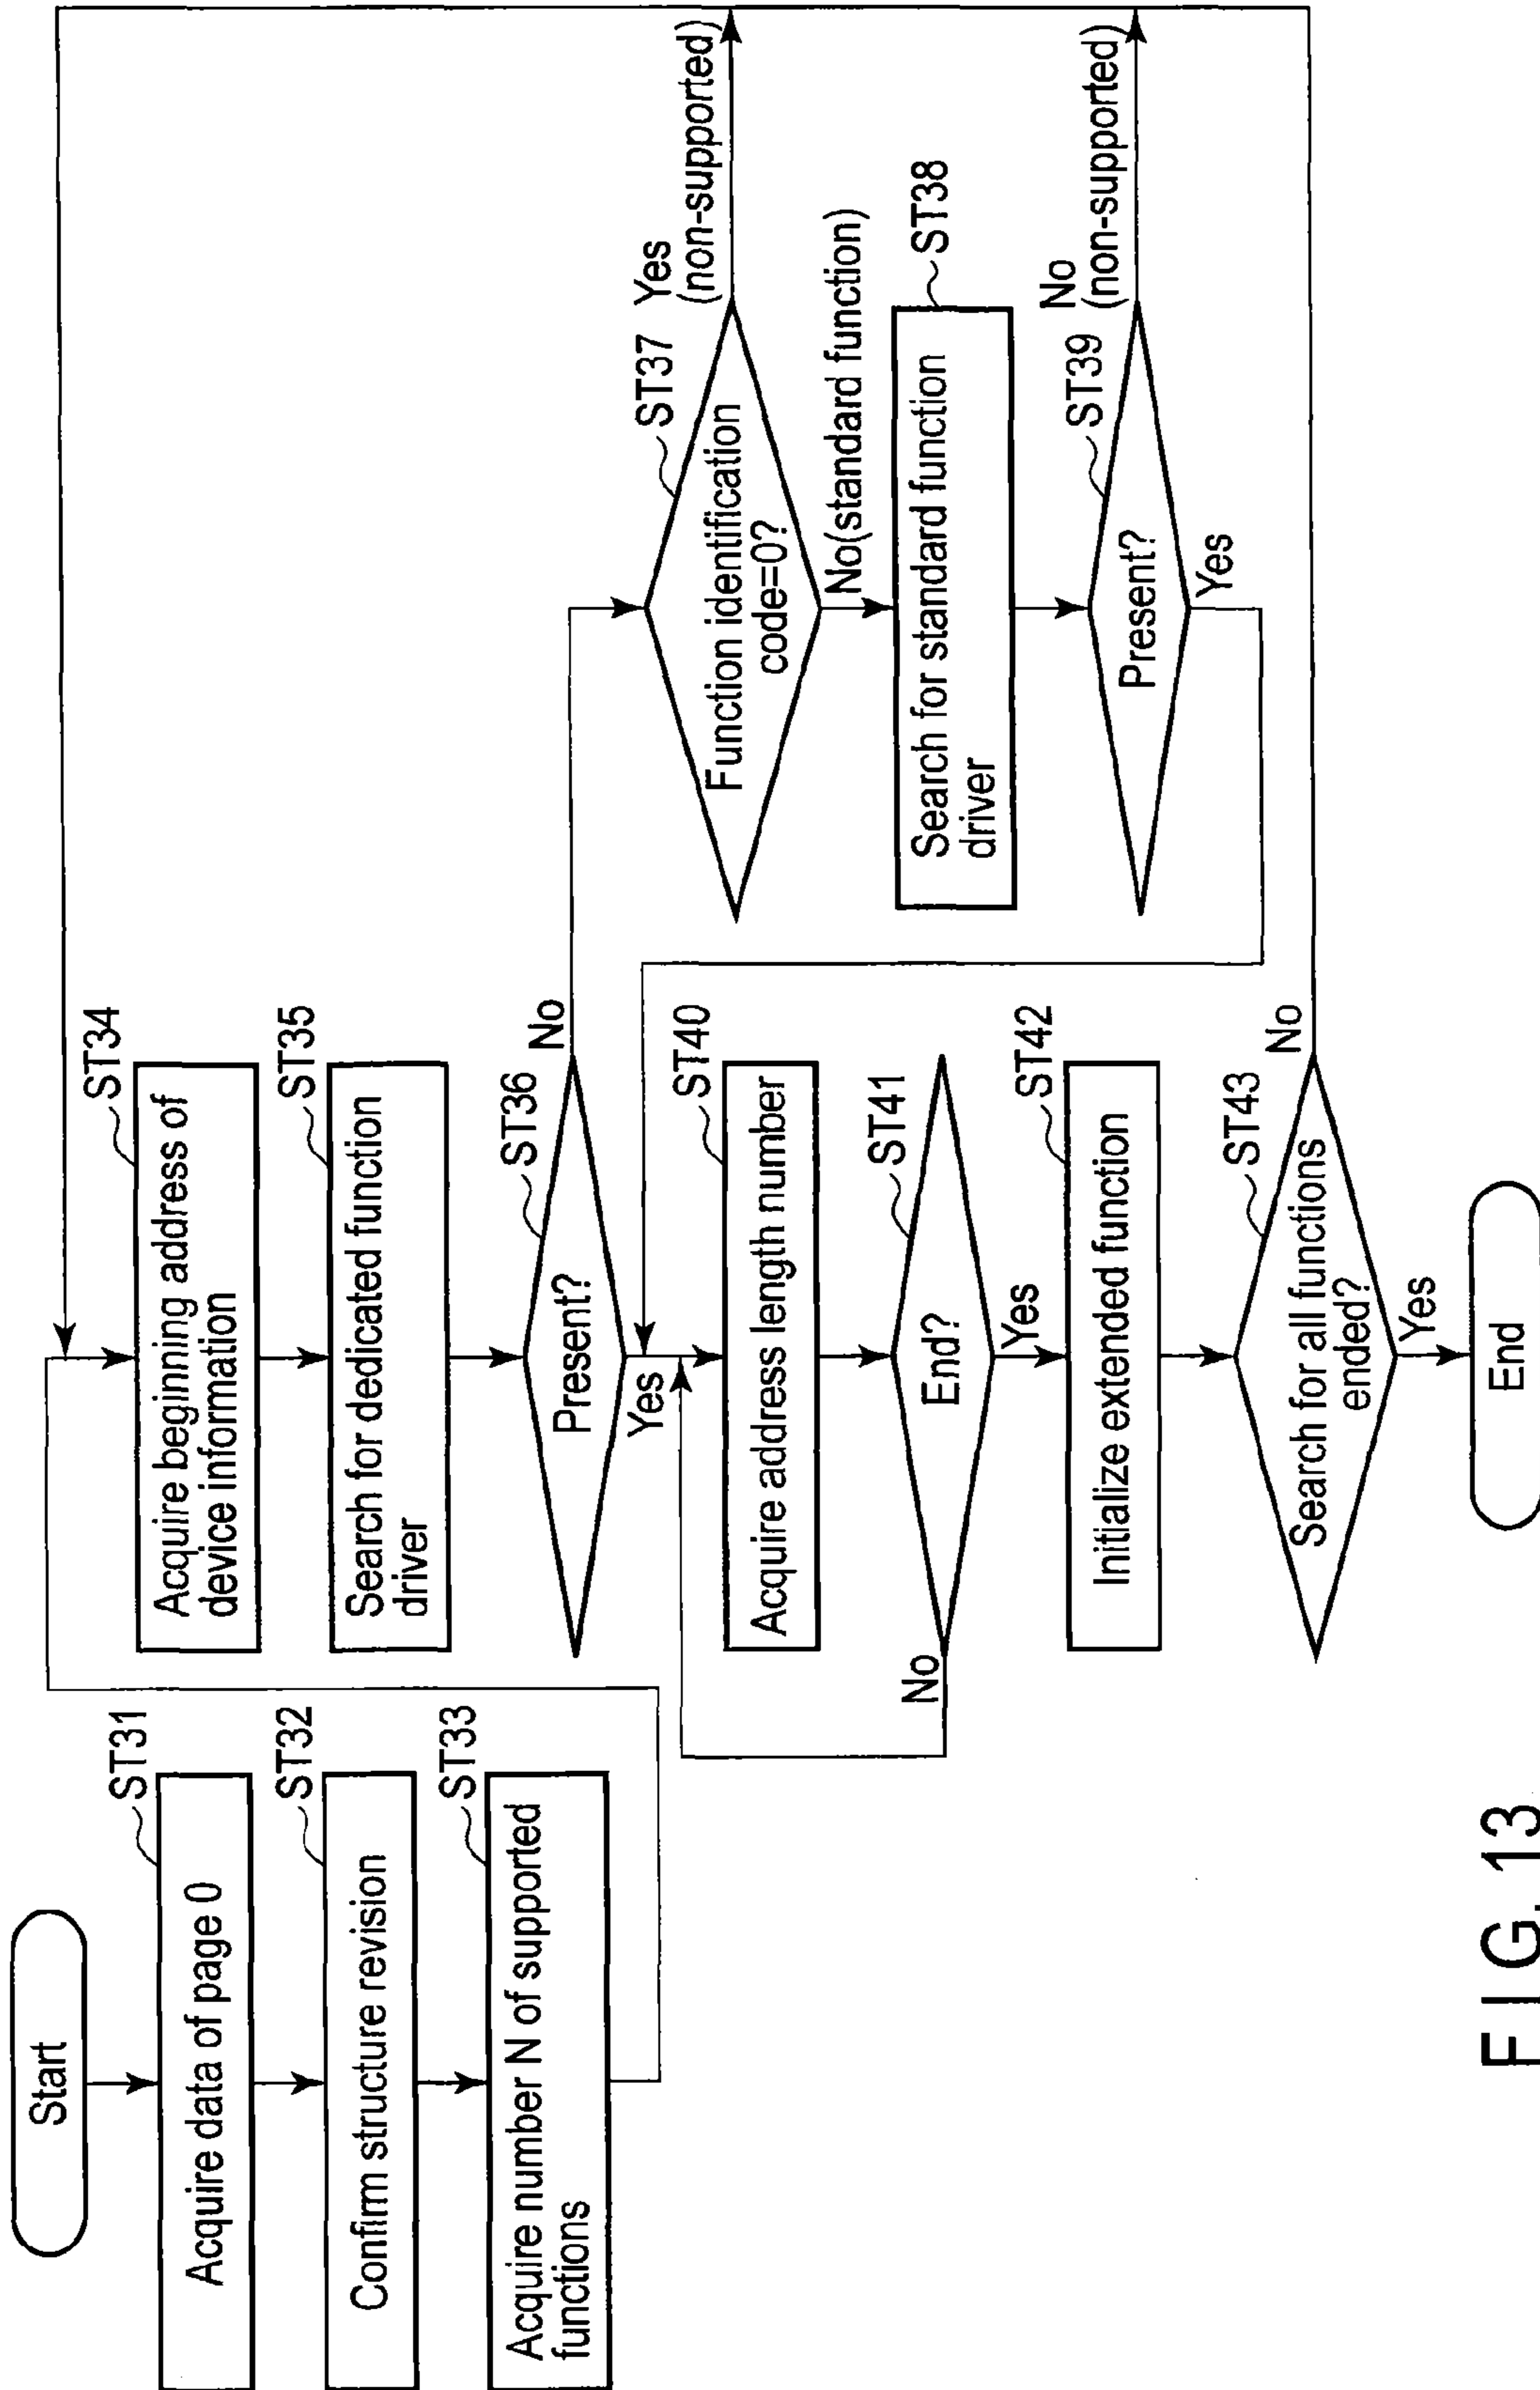 Start
ST31
Acquire data of page 0
ST32
Confirm structure revision
ST33
Acquire number N of supported
functions
ST34
Acquire beginning address of
device information
ST35
Search for dedicated function
driver
ST36
Present?
No
Yes
ST37
Function identification
code=0?
Yes
(non-supported)
No(standard function)
ST38
Search for standard function
driver
ST39
Present?
No
(non-supported)
Yes
ST40
Acquire address length number
ST41
End?
No
Yes
ST42
Initialize extended function
ST43
Search for all functions
ended?
No
Yes
End
FIG. 13